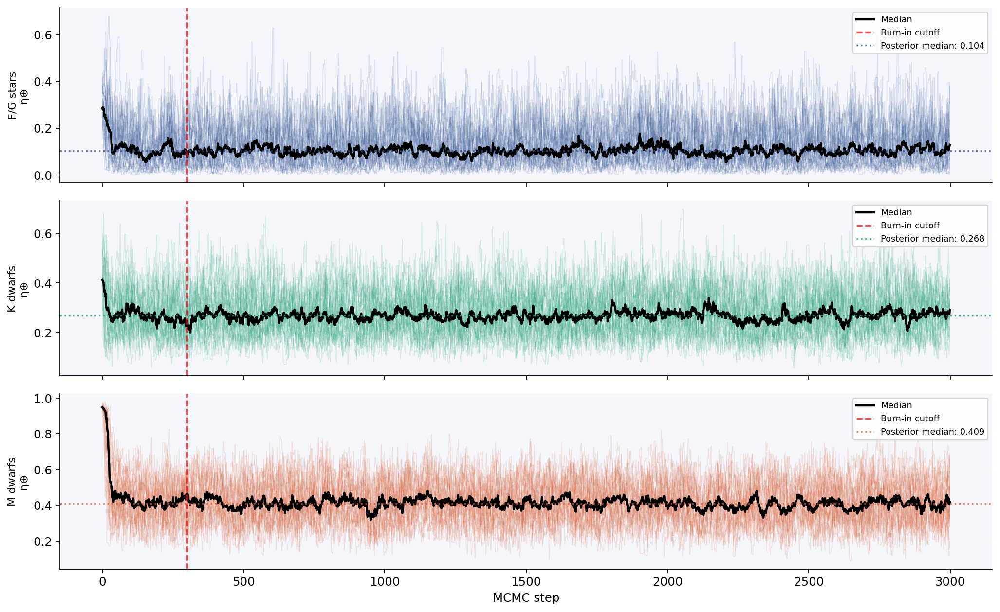 F/G stars
η⊕
0.6
0.4
0.2
0.0
Median
Burn-in cutoff
Posterior median: 0.104
K dwarfs
η⊕
0.6
0.4
0.2
Median
Burn-in cutoff
Posterior median: 0.268
M dwarfs
η⊕
1.0
0.8
0.6
0.4
0.2
Median
Burn-in cutoff
Posterior median: 0.409
0 500 1000 1500 2000 2500 3000
MCMC step